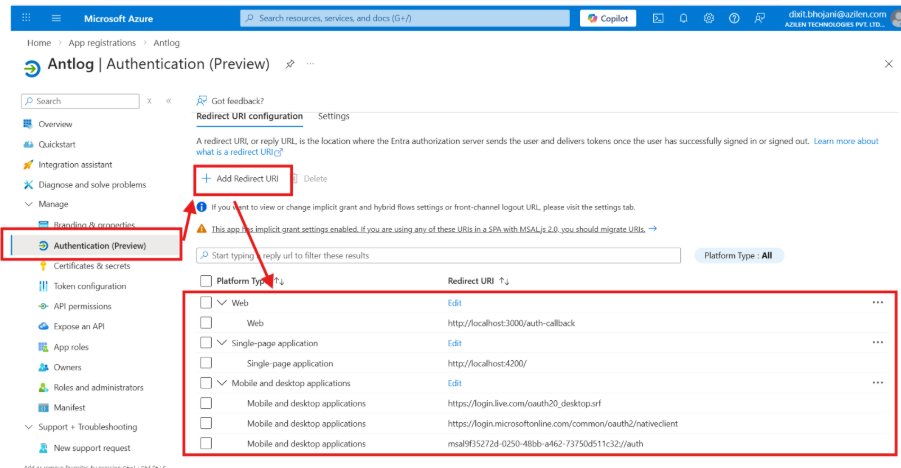 Microsoft Azure
Search resources, services, and docs (G+/)
Copilot
dixit.bhojani@azilen.com
AZILEN TECHNOLOGIES PVT. LTD...
Home > App registrations > Antlog
Antlog | Authentication (Preview)
Search
Overview
Quickstart
Integration assistant
Diagnose and solve problems
Manage
Branding & properties
Authentication (Preview)
Certificates & secrets
Token configuration
API permissions
Expose an API
App roles
Owners
Roles and administrators
Manifest
Support + Troubleshooting
New support request
Got feedback?
Redirect URI configuration Settings
A redirect URI, or reply URL, is the location where the Entra authorization server sends the user and delivers tokens once the user has successfully signed in or signed out. Learn more about
what is a redirect URI
+ Add Redirect URI Delete
If you want to view or change implicit grant and hybrid flows settings or front-channel logout URL, please visit the settings tab.
This app has implicit grant settings enabled. If you are using any of these URIs in a SPA with MSAL.js 2.0, you should migrate URIs. →
Start typing a reply url to filter these results
Platform Type : All
Platform Type ↑↓ Redirect URI ↑↓
Web Edit
Web http://localhost:3000/auth-callback
Single-page application Edit
Single-page application http://localhost:4200/
Mobile and desktop applications Edit
Mobile and desktop applications https://login.live.com/oauth20_desktop.srf
Mobile and desktop applications https://login.microsoftonline.com/common/oauth2/nativeclient
Mobile and desktop applications msal9f35272d-0250-48bb-a462-73750d511c32://auth